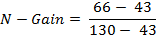 N − Gain = (66 − 43) / (130 − 43)